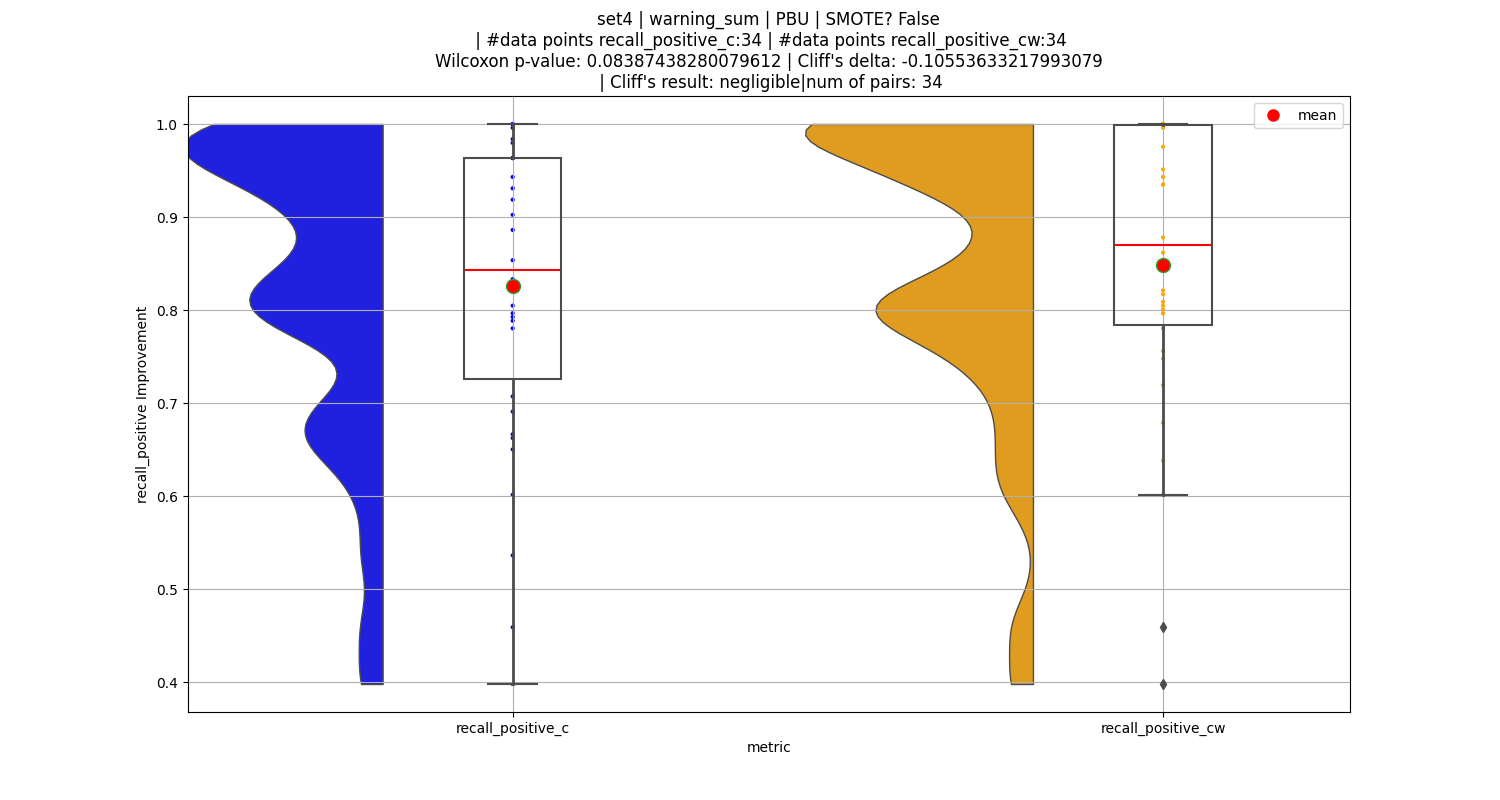 set4 | warning_sum | PBU | SMOTE? False
| #data points recall_positive_c:34 | #data points recall_positive_cw:34
Wilcoxon p-value: 0.08387438280079612 | Cliff's delta: -0.10553633217993079
| Cliff's result: negligible|num of pairs: 34
mean
1.0
0.9
0.8
0.7
0.6
0.5
0.4
recall_positive Improvement
recall_positive_c
recall_positive_cw
metric